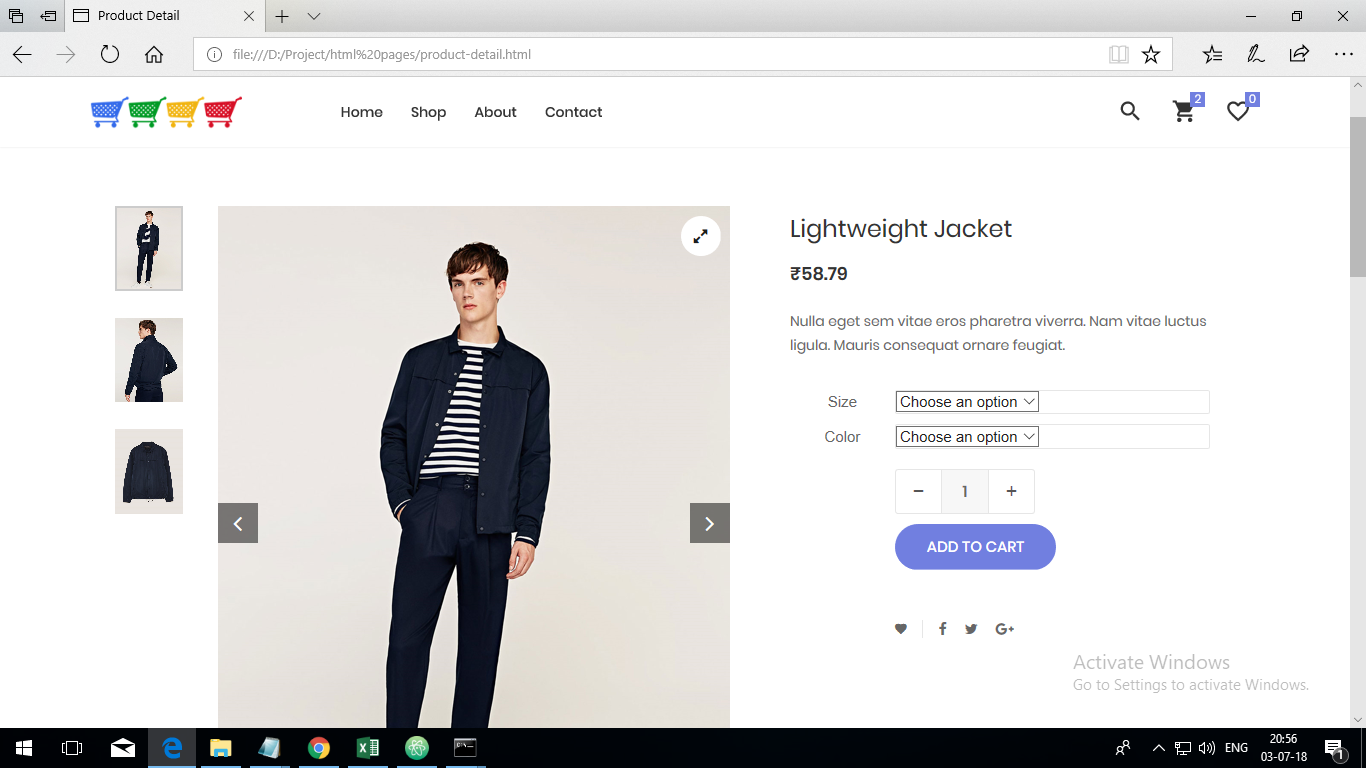 Product Detail
file:///D:/Project/html%20pages/product-detail.html
Home Shop About Contact
2
0
Lightweight Jacket
₹58.79
Nulla eget sem vitae eros pharetra viverra. Nam vitae luctus
ligula. Mauris consequat ornare feugiat.
Size Choose an option
Color Choose an option
− 1 +
ADD TO CART
G+
Activate Windows
Go to Settings to activate Windows.
ENG
20:56
03-07-18
1